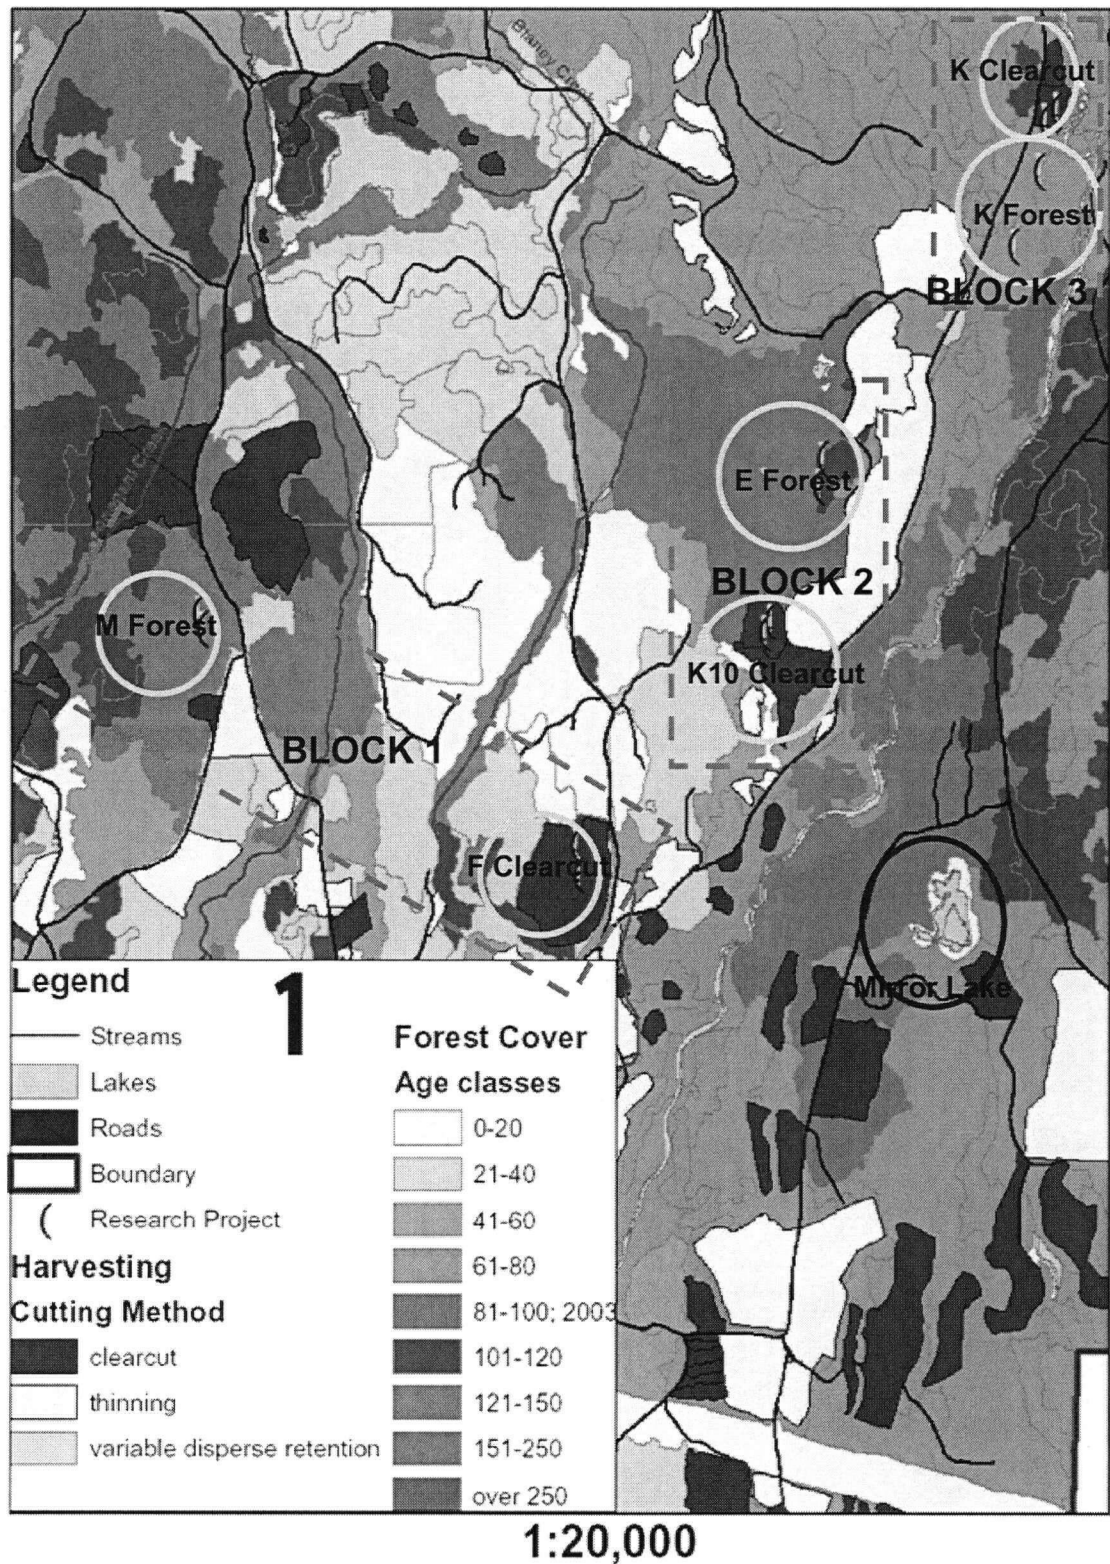 Blaney Creek
K Clearcut
K Forest
BLOCK 3
E Forest
BLOCK 2
M Forest
K10 Clearcut
BLOCK 1
F Clearcut
Mirror Lake
Legend
1
Streams
Lakes
Roads
Boundary
Research Project
Harvesting
Cutting Method
clearcut
thinning
variable disperse retention
Forest Cover
Age classes
0-20
21-40
41-60
61-80
81-100; 2003
101-120
121-150
151-250
over 250
1:20,000